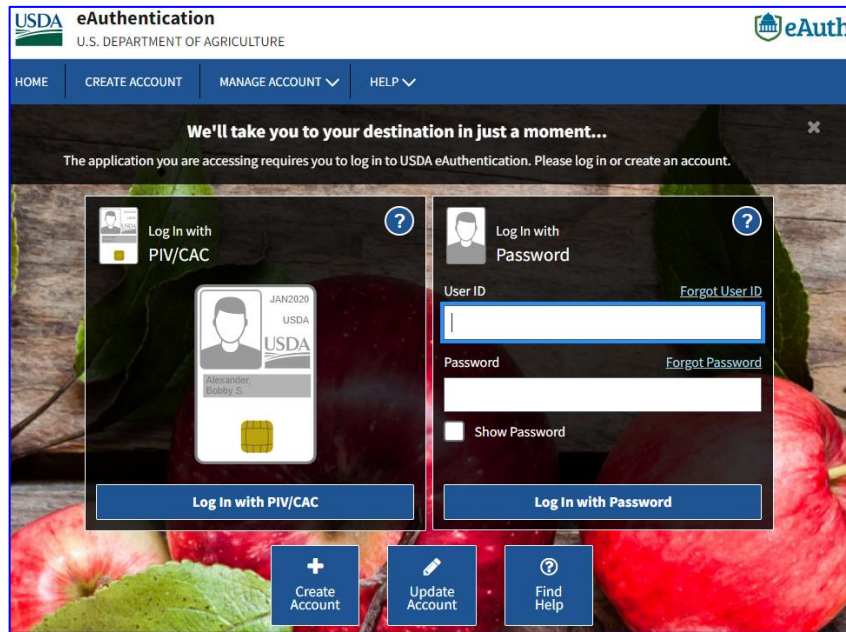 USDA eAuthentication
U.S. DEPARTMENT OF AGRICULTURE
eAuth
HOME CREATE ACCOUNT MANAGE ACCOUNT HELP
We'll take you to your destination in just a moment...
The application you are accessing requires you to log in to USDA eAuthentication. Please log in or create an account.
Log In with
PIV/CAC
JAN2020
USDA
USDA
Alexander,
Bobby S.
Log In with PIV/CAC
Log In with
Password
User ID Forgot User ID
Password Forgot Password
Show Password
Log In with Password
Create
Account
Update
Account
Find
Help